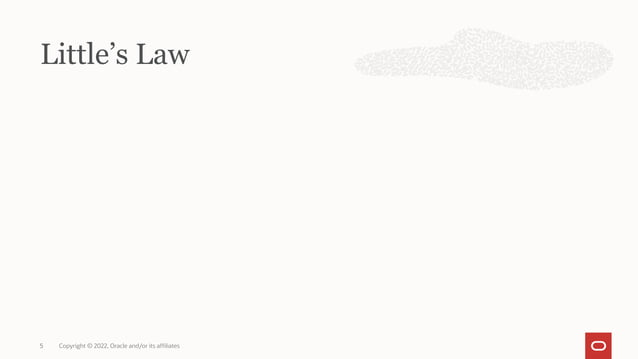 Little’s Law
5 Copyright © 2022, Oracle and/or its affiliates